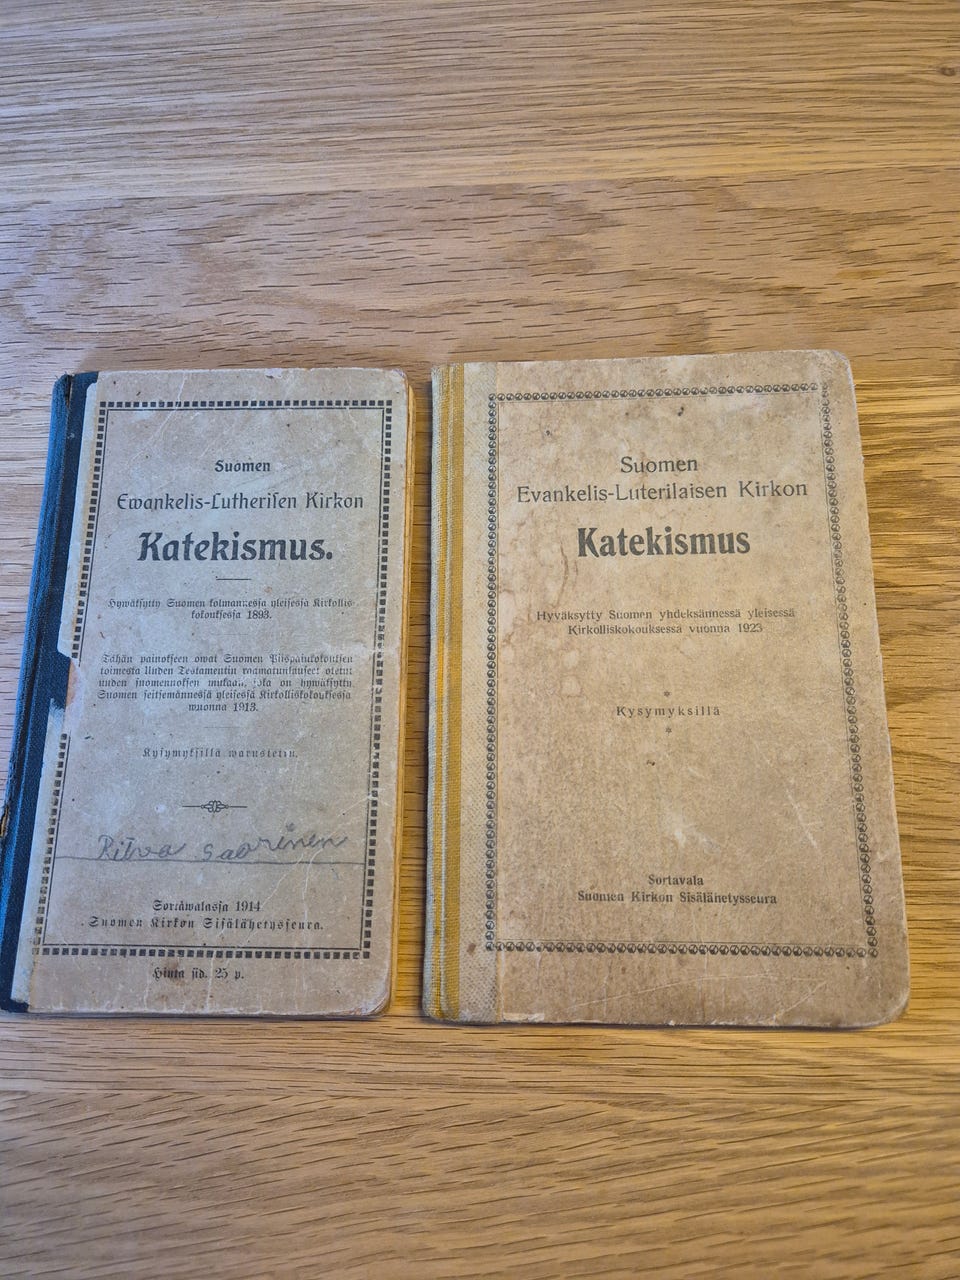 Suomen
Ewankelis-Lutherisen Kirkon
Katekismus.
Hywäksytty Suomen kolmannessa yleisessä Kirkollis-
kokouksessa 1893.
Tähän painokseen owat Suomen Piispainkokouksen
toimesta Uuden Testamentin raamatunlauseet otetut
uuden suomennoksen mukaan, joka on hywäksytty
Suomen seitsemännessä yleisessä Kirkolliskokouksessa
wuonna 1913.
Kysymyksillä warustettu.
Ritva Saarinen
Sortawalassa 1914
Suomen Kirkon Sisälähetysseura.
Hinta sid. 25 p.
Suomen
Evankelis-Luterilaisen Kirkon
Katekismus
Hyväksytty Suomen yhdeksännessä yleisessä
Kirkolliskokouksessa vuonna 1923
*
Kysymyksillä
*
Sortavala
Suomen Kirkon Sisälähetysseura